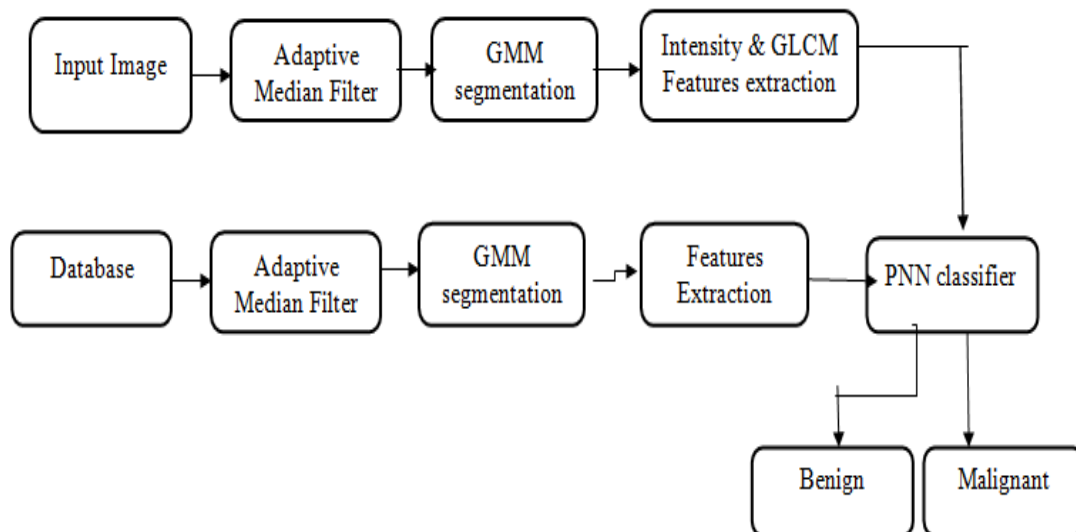 Input Image
Adaptive
Median Filter
GMM
segmentation
Intensity & GLCM
Features extraction
Database
Adaptive
Median Filter
GMM
segmentation
Features
Extraction
PNN classifier
Benign
Malignant